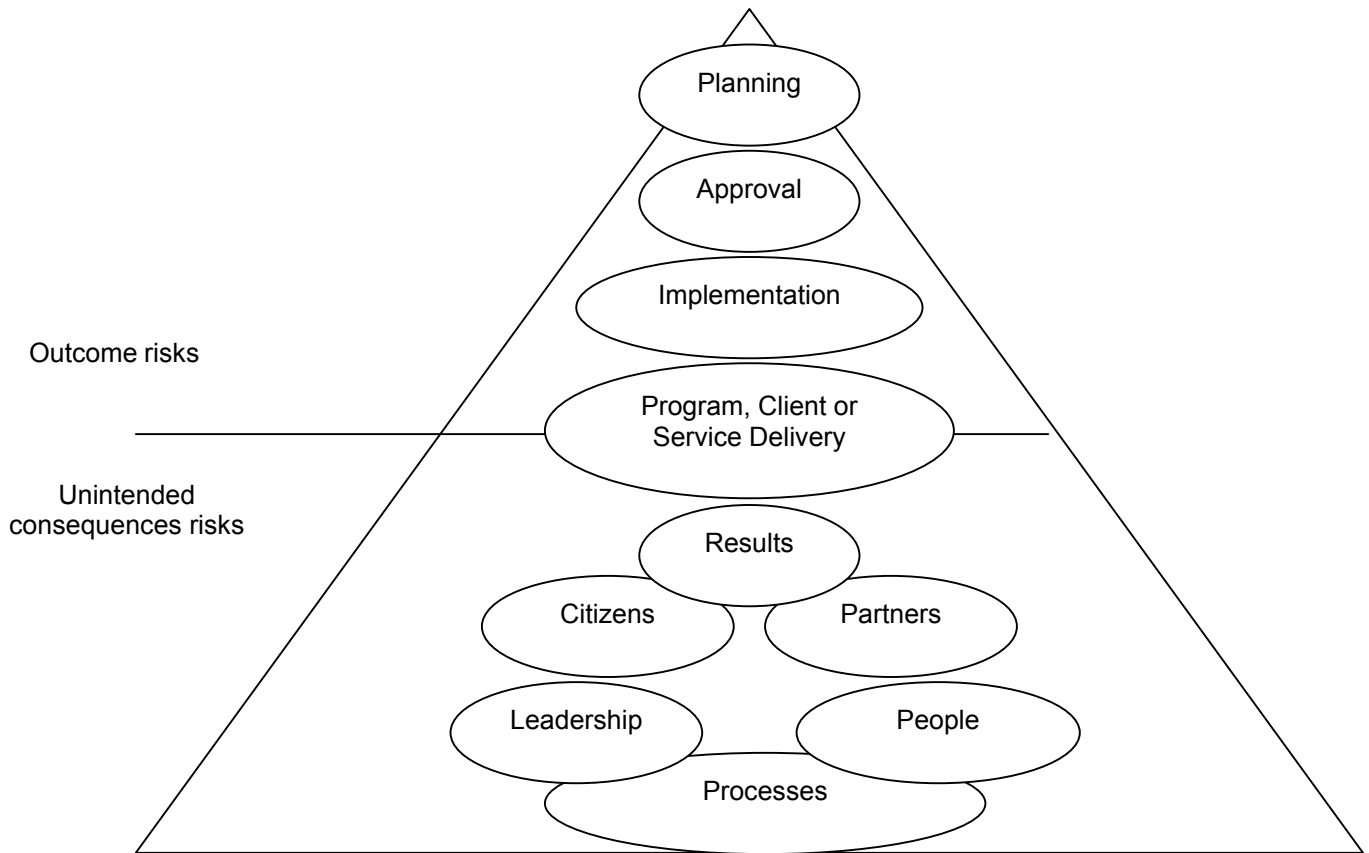 Planning
Approval
Implementation
Outcome risks
Program, Client or
Service Delivery
Unintended
consequences risks
Results
Citizens
Partners
Leadership
People
Processes